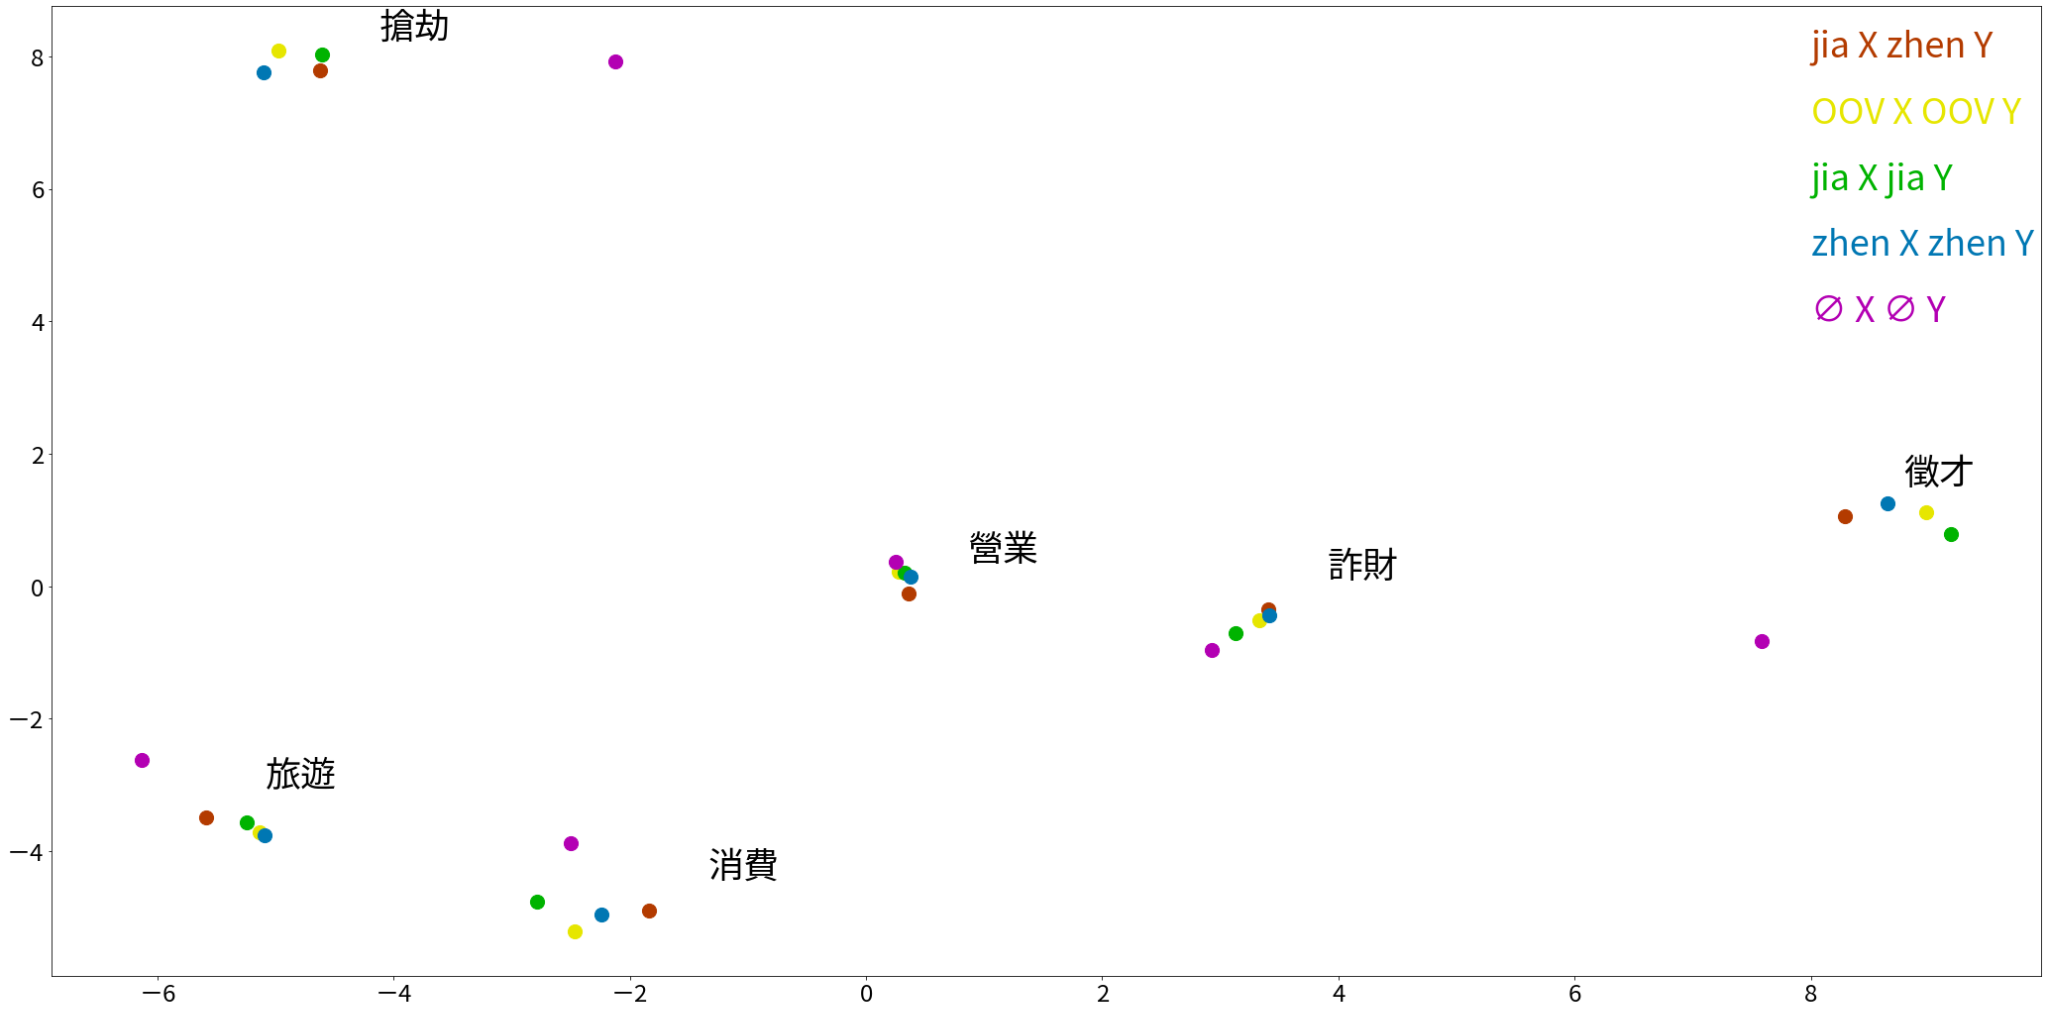 搶劫
jia X zhen Y
OOV X OOV Y
jia X jia Y
zhen X zhen Y
∅ X ∅ Y
徵才
營業
詐財
旅遊
消費
8
6
4
2
0
−2
−4
−6 −4 −2 0 2 4 6 8